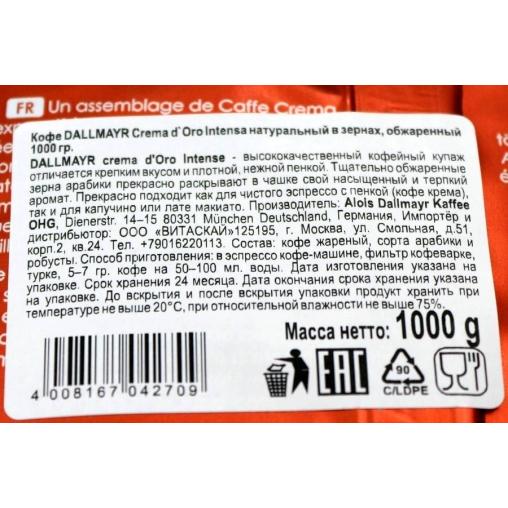 FR Un assemblage de Caffè Crema
Кофе DALLMAYR Crema d`Oro Intensa натуральный в зернах, обжаренный
1000 гр.
DALLMAYR crema d'Oro Intense - высококачественный кофейный купаж
отличается крепким вкусом и плотной, нежной пенкой. Тщательно обжаренные
зерна арабики прекрасно раскрывают в чашке свой насыщенный и терпкий
аромат. Прекрасно подходит как для чистого эспрессо с пенкой (кофе крема),
так и для капучино или лате макиато. Производитель: Alois Dallmayr Kaffee
OHG, Dienerstr. 14–15 80331 München Deutschland, Германия, Импортёр и
дистрибьютор: ООО «ВИТАСКАЙ»125195, г. Москва, ул. Смольная, д.51,
корп.2, кв.24. Тел. +79016220113. Состав: кофе жареный, сорта арабики и
робусты. Способ приготовления: в эспрессо кофе-машине, фильтр кофеварке,
турке, 5–7 гр. кофе на 50–100 мл. воды. Дата изготовления указана на
упаковке. Срок хранения 24 месяца. Дата окончания срока хранения указана
на упаковке. До вскрытия и после вскрытия упаковки продукт хранить при
температуре не выше 20°С, при относительной влажности не выше 75%.
Масса нетто: 1000 g
4 008167 042709
EAC
90
C/LDPE